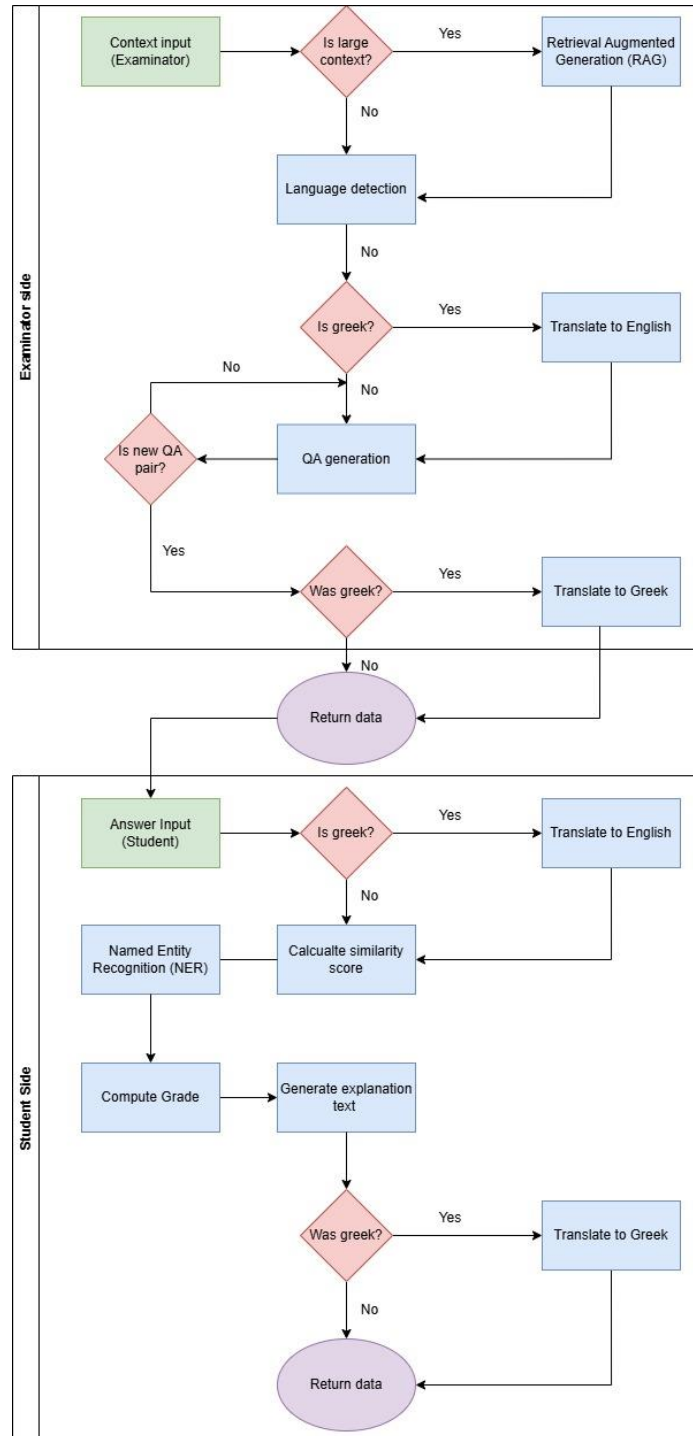 Examinator side
Context input
(Examinator)
Is large
context?
Yes
Retrieval Augmented
Generation (RAG)
No
Language detection
No
Is greek?
Yes
Translate to English
No
No
Is new QA
pair?
QA generation
Yes
Was greek?
Yes
Translate to Greek
No
Return data
Student Side
Answer Input
(Student)
Is greek?
Yes
Translate to English
No
Named Entity
Recognition (NER)
Calcualte similarity
score
Compute Grade
Generate explanation
text
Was greek?
Yes
Translate to Greek
No
Return data